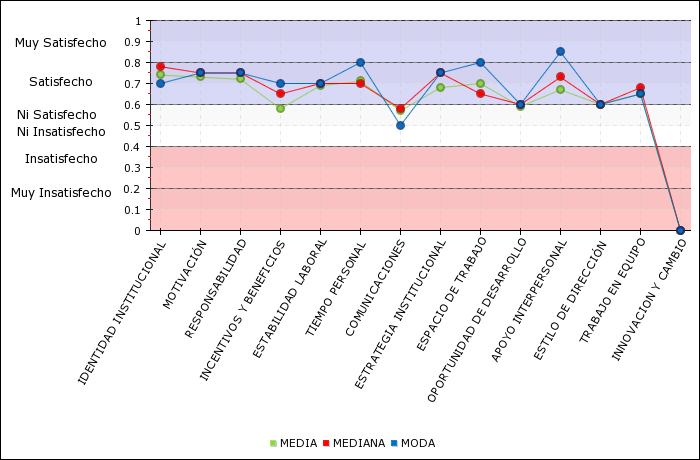 1
0.9
Muy Satisfecho
0.8
Satisfecho
0.7
0.6
Ni Satisfecho
0.5
Ni Insatisfecho
0.4
Insatisfecho
0.3
0.2
Muy Insatisfecho
0.1
0
IDENTIDAD INSTITUCIONAL
MOTIVACIÓN
RESPONSABILIDAD
INCENTIVOS Y BENEFICIOS
ESTABILIDAD LABORAL
TIEMPO PERSONAL
COMUNICACIONES
ESTRATEGIA INSTITUCIONAL
ESPACIO DE TRABAJO
OPORTUNIDAD DE DESARROLLO
APOYO INTERPERSONAL
ESTILO DE DIRECCIÓN
TRABAJO EN EQUIPO
INNOVACION Y CAMBIO
MEDIA MEDIANA MODA